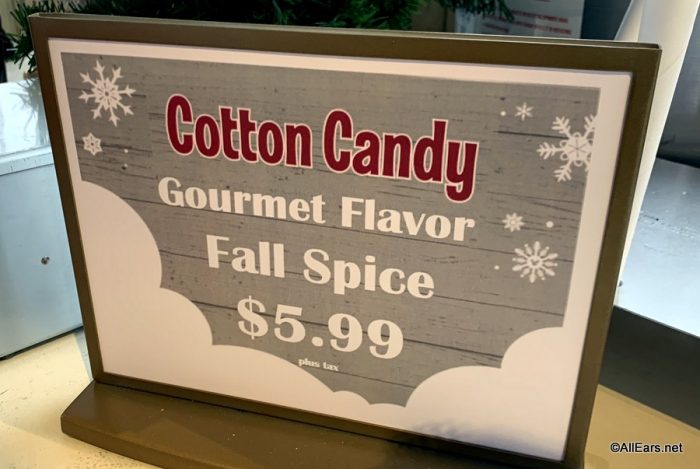 Cotton Candy
Gourmet Flavor
Fall Spice
$5.99
plus tax
©AllEars.net